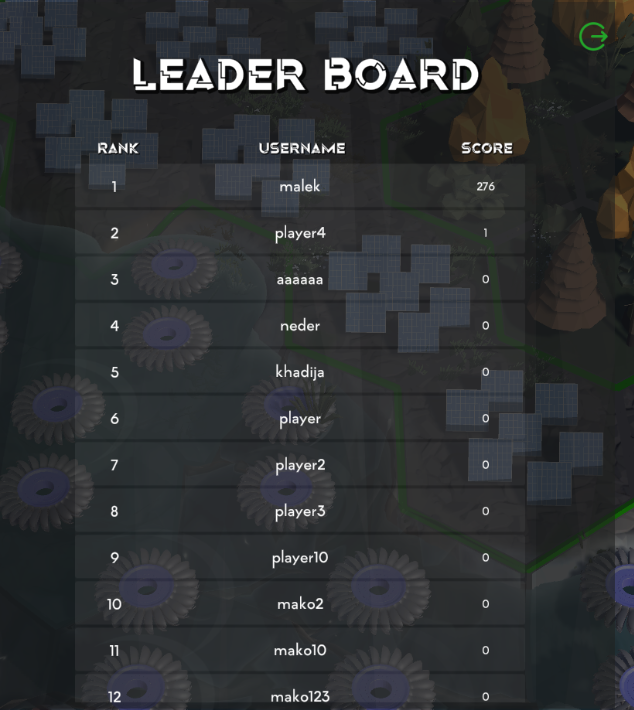 LEADER BOARD
RANK USERNAME SCORE
1 malek 276
2 player4 1
3 aaaaaa 0
4 neder 0
5 khadija 0
6 player 0
7 player2 0
8 player3 0
9 player10 0
10 mako2 0
11 mako10 0
12 mako123 0